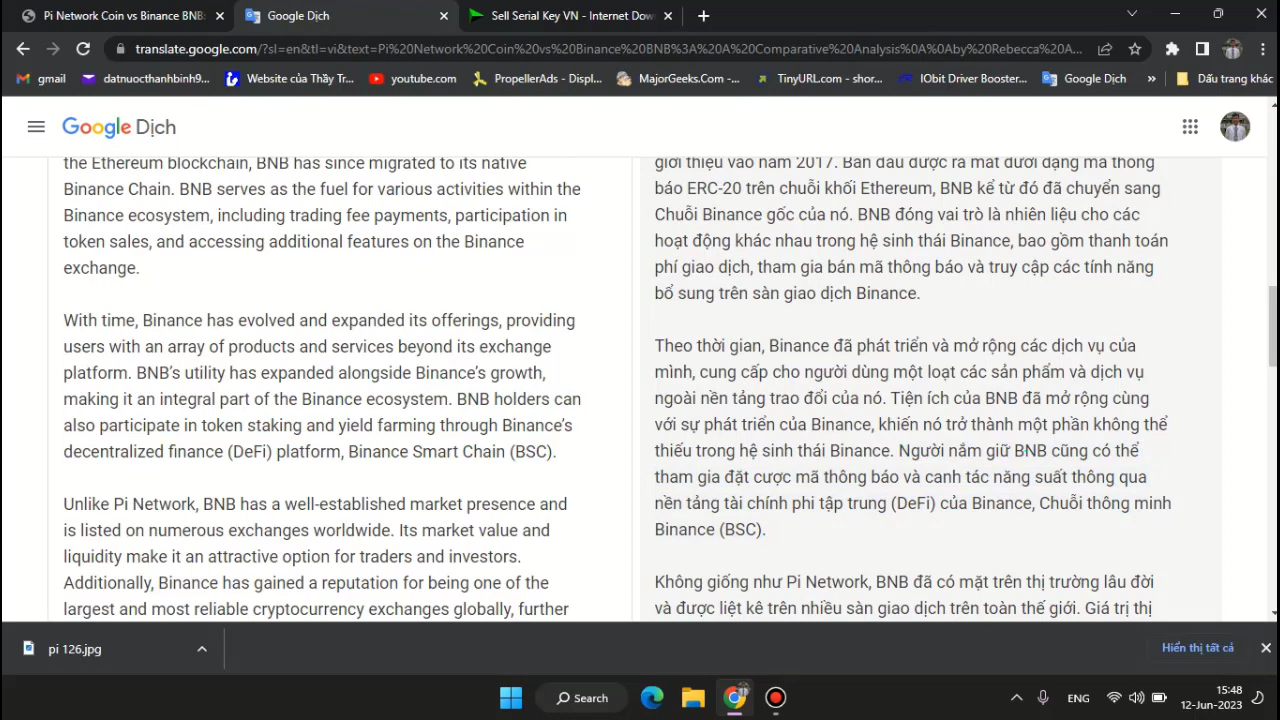 Pi Network Coin vs Binance BNB:
Google Dịch
Sell Serial Key VN - Internet Dow
translate.google.com/?sl=en&tl=vi&text=Pi%20Network%20Coin%20vs%20Binance%20BNB%3A%20A%20Comparative%20Analysis%0A%0Aby%20Rebecca%20A...
gmail
datnuocthanhbinh9...
Website của Thầy Tr...
youtube.com
PropellerAds - Displ...
MajorGeeks.Com -...
TinyURL.com - shor...
IObit Driver Booster...
Google Dịch
»
Dấu trang khác
Google Dịch
the Ethereum blockchain, BNB has since migrated to its native
Binance Chain. BNB serves as the fuel for various activities within the
Binance ecosystem, including trading fee payments, participation in
token sales, and accessing additional features on the Binance
exchange.
With time, Binance has evolved and expanded its offerings, providing
users with an array of products and services beyond its exchange
platform. BNB’s utility has expanded alongside Binance’s growth,
making it an integral part of the Binance ecosystem. BNB holders can
also participate in token staking and yield farming through Binance’s
decentralized finance (DeFi) platform, Binance Smart Chain (BSC).
Unlike Pi Network, BNB has a well-established market presence and
is listed on numerous exchanges worldwide. Its market value and
liquidity make it an attractive option for traders and investors.
Additionally, Binance has gained a reputation for being one of the
largest and most reliable cryptocurrency exchanges globally, further
giới thiệu vào năm 2017. Ban đầu được ra mắt dưới dạng mã thông
báo ERC-20 trên chuỗi khối Ethereum, BNB kể từ đó đã chuyển sang
Chuỗi Binance gốc của nó. BNB đóng vai trò là nhiên liệu cho các
hoạt động khác nhau trong hệ sinh thái Binance, bao gồm thanh toán
phí giao dịch, tham gia bán mã thông báo và truy cập các tính năng
bổ sung trên sàn giao dịch Binance.
Theo thời gian, Binance đã phát triển và mở rộng các dịch vụ của
mình, cung cấp cho người dùng một loạt các sản phẩm và dịch vụ
ngoài nền tảng trao đổi của nó. Tiện ích của BNB đã mở rộng cùng
với sự phát triển của Binance, khiến nó trở thành một phần không thể
thiếu trong hệ sinh thái Binance. Người nắm giữ BNB cũng có thể
tham gia đặt cược mã thông báo và canh tác năng suất thông qua
nền tảng tài chính phi tập trung (DeFi) của Binance, Chuỗi thông minh
Binance (BSC).
Không giống như Pi Network, BNB đã có mặt trên thị trường lâu đời
và được liệt kê trên nhiều sàn giao dịch trên toàn thế giới. Giá trị thị
pi 126.jpg
Hiển thị tất cả
Search
ENG
15:48
12-Jun-2023